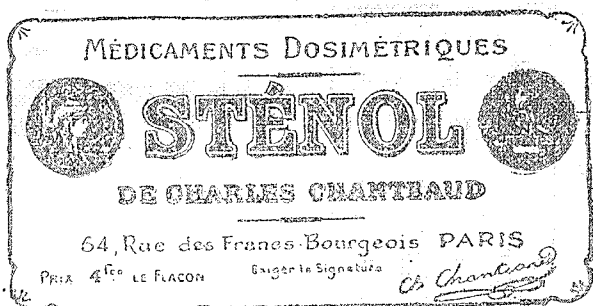 MÉDICAMENTS DOSIMÉTRIQUES
STÉNOL
DE CHARLES CHANTEAUD
64, Rue des Francs-Bourgeois PARIS
PRIX 4 fcs LE FLACON Exiger la Signature Ch Chanteaud